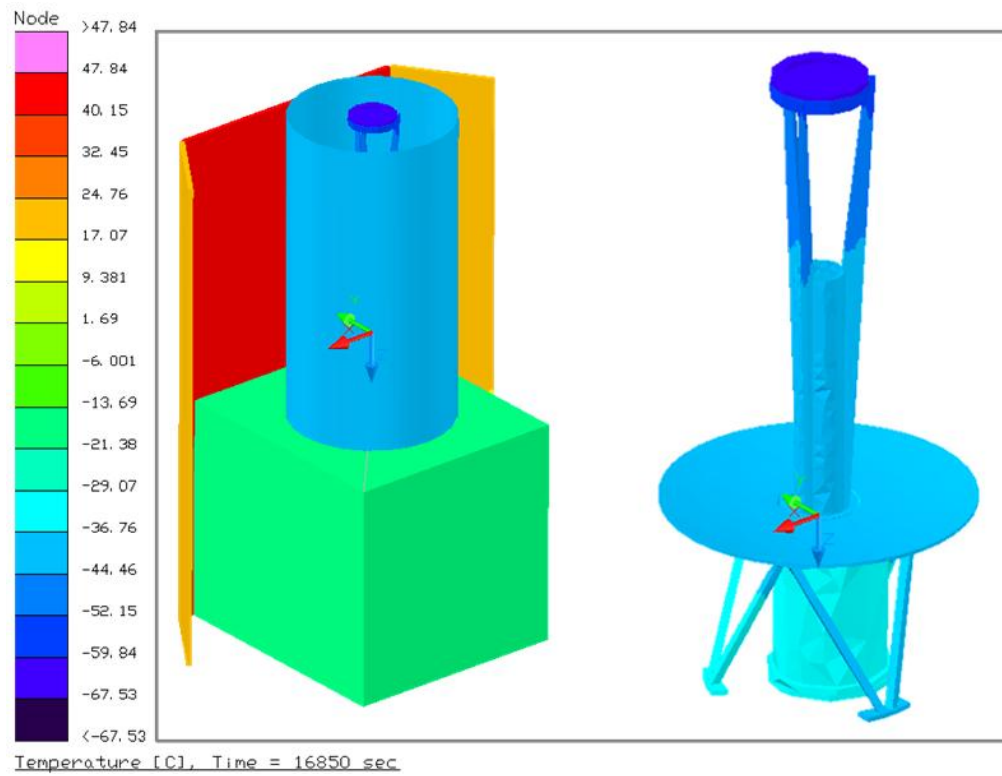 Node
>47.84
47.84
40.15
32.45
24.76
17.07
9.381
1.69
-6.001
-13.69
-21.38
-29.07
-36.76
-44.46
-52.15
-59.84
-67.53
<-67.53
Temperature [C], Time = 16850 sec
Y
X
Z
Y
X
Z